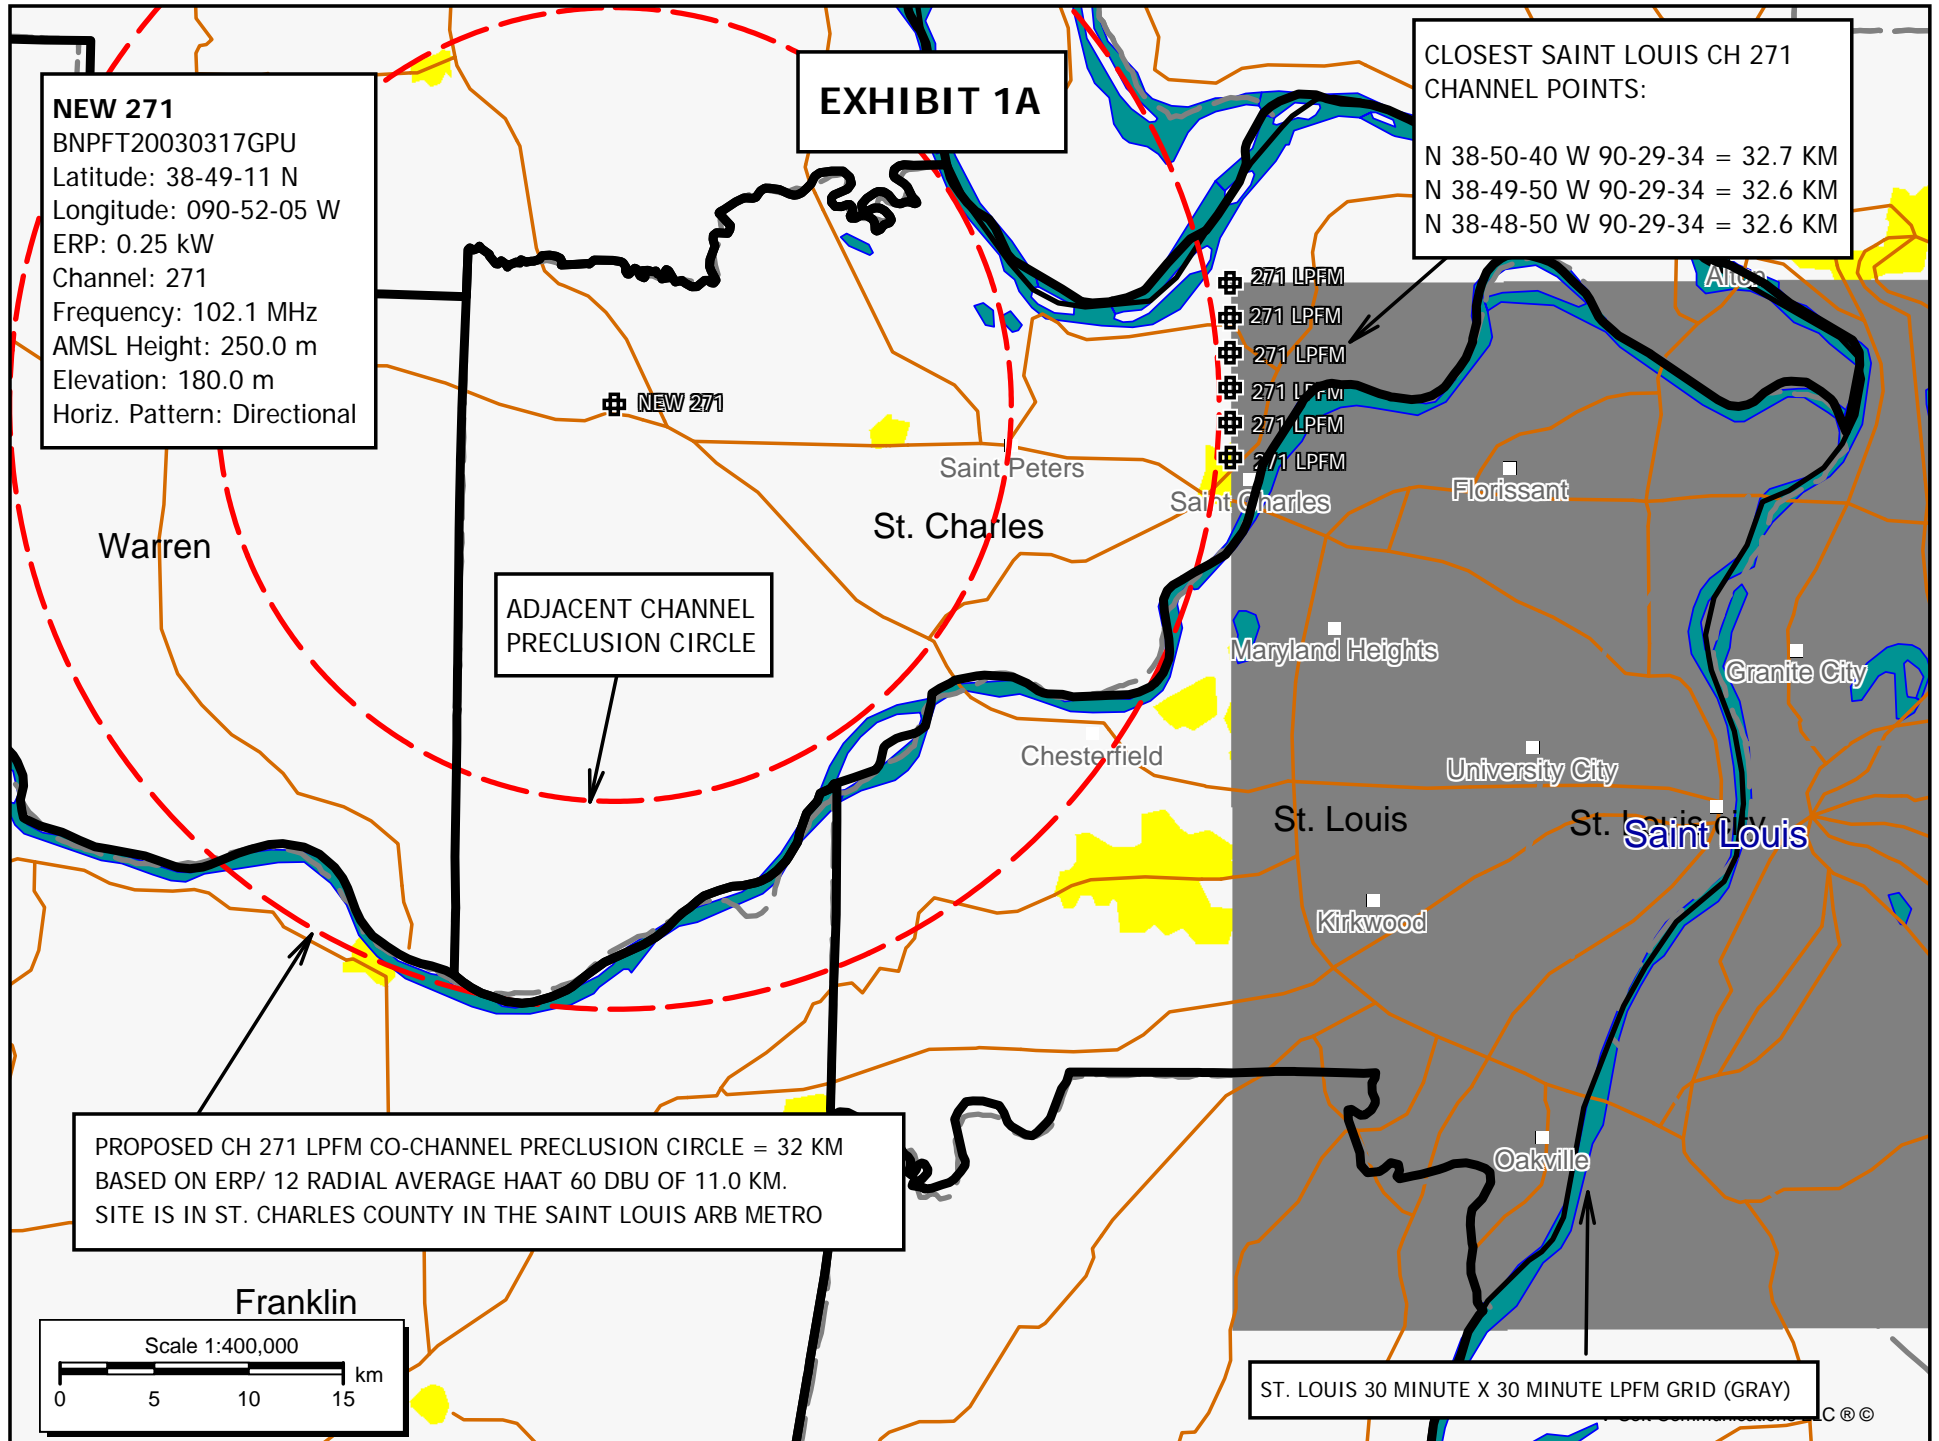 EXHIBIT 1A
NEW 271
BNPFT20030317GPU
Latitude: 38-49-11 N
Longitude: 090-52-05 W
ERP: 0.25 kW
Channel: 271
Frequency: 102.1 MHz
AMSL Height: 250.0 m
Elevation: 180.0 m
Horiz. Pattern: Directional
CLOSEST SAINT LOUIS CH 271
CHANNEL POINTS:
N 38-50-40 W 90-29-34 = 32.7 KM
N 38-49-50 W 90-29-34 = 32.6 KM
N 38-48-50 W 90-29-34 = 32.6 KM
Alton
271 LPFM
271 LPFM
271 LPFM
271 LPFM
271 LPFM
271 LPFM
NEW 271
Saint Peters
Saint Charles
Florissant
St. Charles
Warren
ADJACENT CHANNEL
PRECLUSION CIRCLE
Maryland Heights
Granite City
Chesterfield
University City
St. Louis
St. Louis city
Saint Louis
Kirkwood
PROPOSED CH 271 LPFM CO-CHANNEL PRECLUSION CIRCLE = 32 KM
BASED ON ERP/ 12 RADIAL AVERAGE HAAT 60 DBU OF 11.0 KM.
SITE IS IN ST. CHARLES COUNTY IN THE SAINT LOUIS ARB METRO
Oakville
Franklin
Scale 1:400,000
km
0 5 10 15
ST. LOUIS 30 MINUTE X 30 MINUTE LPFM GRID (GRAY)
LC ® ©